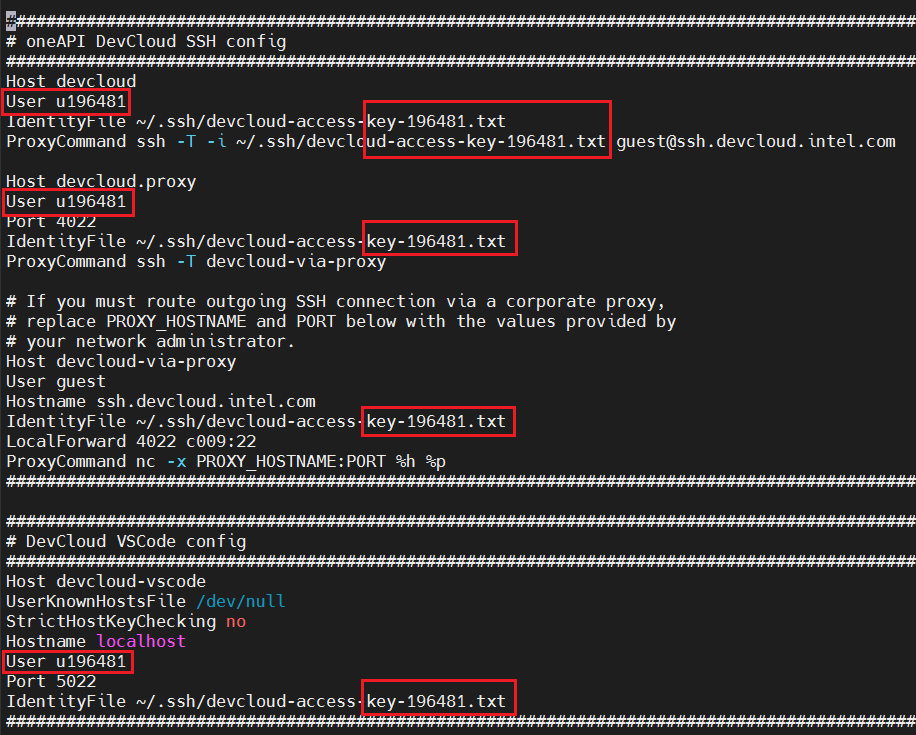 ###########################################################################################
# oneAPI DevCloud SSH config
###########################################################################################
Host devcloud
User u196481
IdentityFile ~/.ssh/devcloud-access-key-196481.txt
ProxyCommand ssh -T -i ~/.ssh/devcloud-access-key-196481.txt guest@ssh.devcloud.intel.com
Host devcloud.proxy
User u196481
Port 4022
IdentityFile ~/.ssh/devcloud-access-key-196481.txt
ProxyCommand ssh -T devcloud-via-proxy
# If you must route outgoing SSH connection via a corporate proxy,
# replace PROXY_HOSTNAME and PORT below with the values provided by
# your network administrator.
Host devcloud-via-proxy
User guest
Hostname ssh.devcloud.intel.com
IdentityFile ~/.ssh/devcloud-access-key-196481.txt
LocalForward 4022 c009:22
ProxyCommand nc -x PROXY_HOSTNAME:PORT %h %p
###########################################################################################
###########################################################################################
# DevCloud VSCode config
###########################################################################################
Host devcloud-vscode
UserKnownHostsFile /dev/null
StrictHostKeyChecking no
Hostname localhost
User u196481
Port 5022
IdentityFile ~/.ssh/devcloud-access-key-196481.txt
###########################################################################################